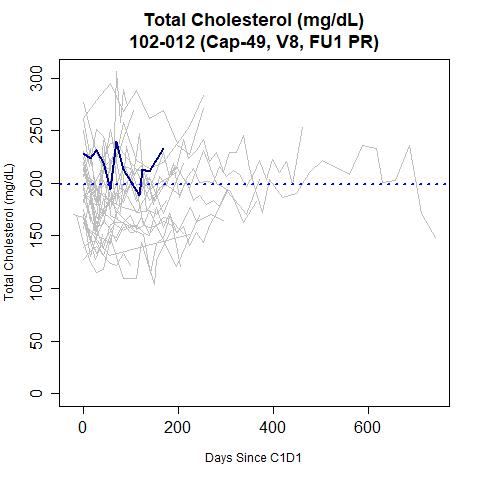 Total Cholesterol (mg/dL)
102-012 (Cap-49, V8, FU1 PR)
Total Cholesterol (mg/dL)
300
250
200
150
100
50
0
0 200 400 600
Days Since C1D1